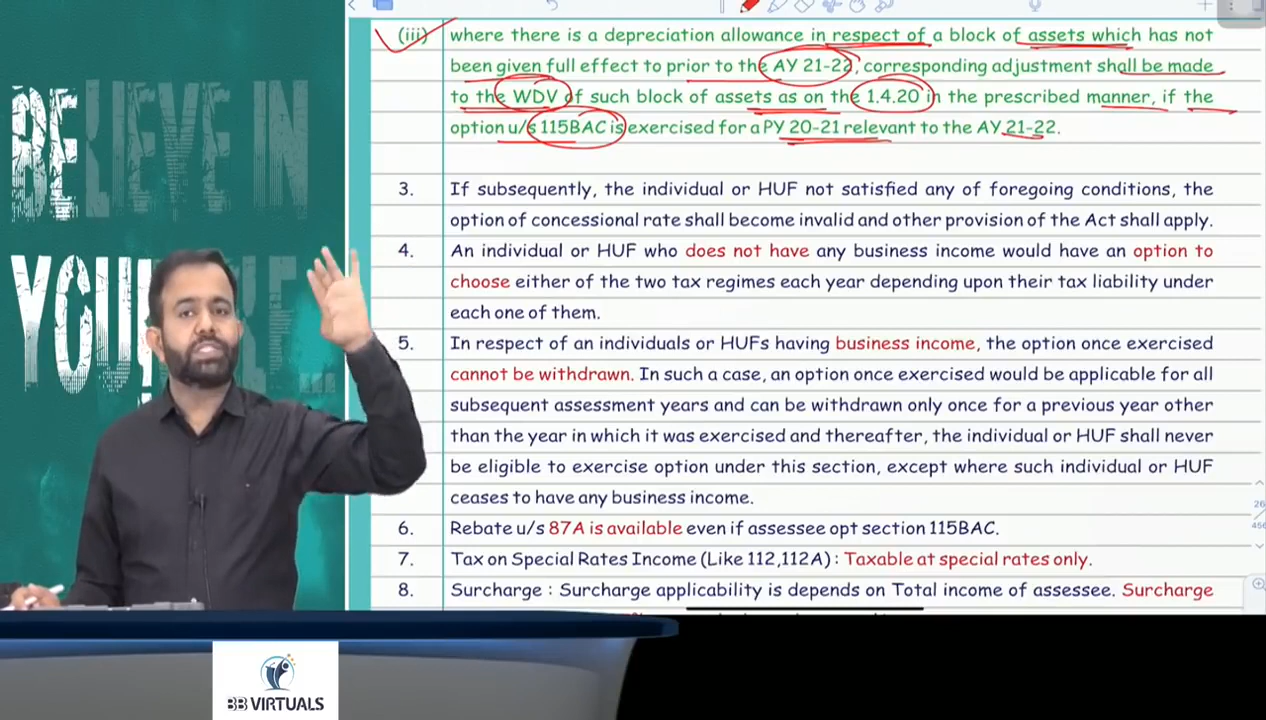 BELIEVE IN
YOU
(iii) where there is a depreciation allowance in respect of a block of assets which has not
been given full effect to prior to the AY 21-22, corresponding adjustment shall be made
to the WDV of such block of assets as on the 1.4.20 in the prescribed manner, if the
option u/s 115BAC is exercised for a PY 20-21 relevant to the AY 21-22.
3. If subsequently, the individual or HUF not satisfied any of foregoing conditions, the
option of concessional rate shall become invalid and other provision of the Act shall apply.
4. An individual or HUF who does not have any business income would have an option to
choose either of the two tax regimes each year depending upon their tax liability under
each one of them.
5. In respect of an individuals or HUFs having business income, the option once exercised
cannot be withdrawn. In such a case, an option once exercised would be applicable for all
subsequent assessment years and can be withdrawn only once for a previous year other
than the year in which it was exercised and thereafter, the individual or HUF shall never
be eligible to exercise option under this section, except where such individual or HUF
ceases to have any business income.
6. Rebate u/s 87A is available even if assessee opt section 115BAC.
7. Tax on Special Rates Income (Like 112,112A) : Taxable at special rates only.
8. Surcharge : Surcharge applicability is depends on Total income of assessee. Surcharge
BB VIRTUALS